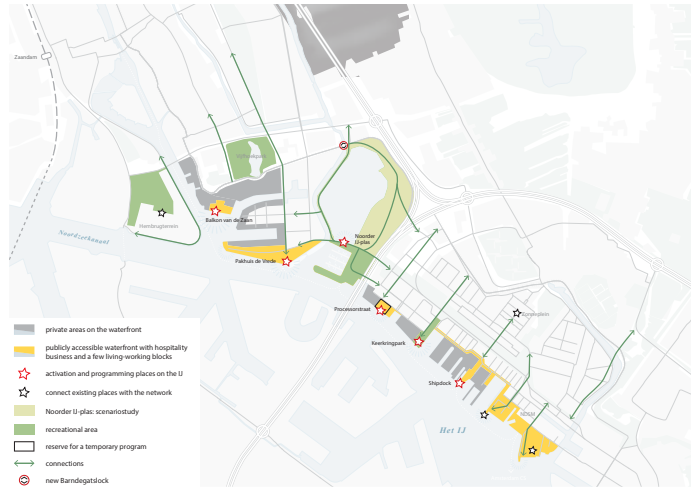 Zaandam
Vijfhoekpark
Hembrugterrein
Noordzeekanaal
Balkon van de Zaan
Noorder
IJ-plas
Pakhuis de Vrede
Processorstraat
Keerkringpark
Shipdock
NDSM
Het IJ
private areas on the waterfront
publicly accessible waterfront with hospitality
business and a few living-working blocks
activation and programming places on the IJ
connect existing places with the network
Noorder IJ-plas: scenariostudy
recreational area
reserve for a temporary program
connections
new Barndegatslock